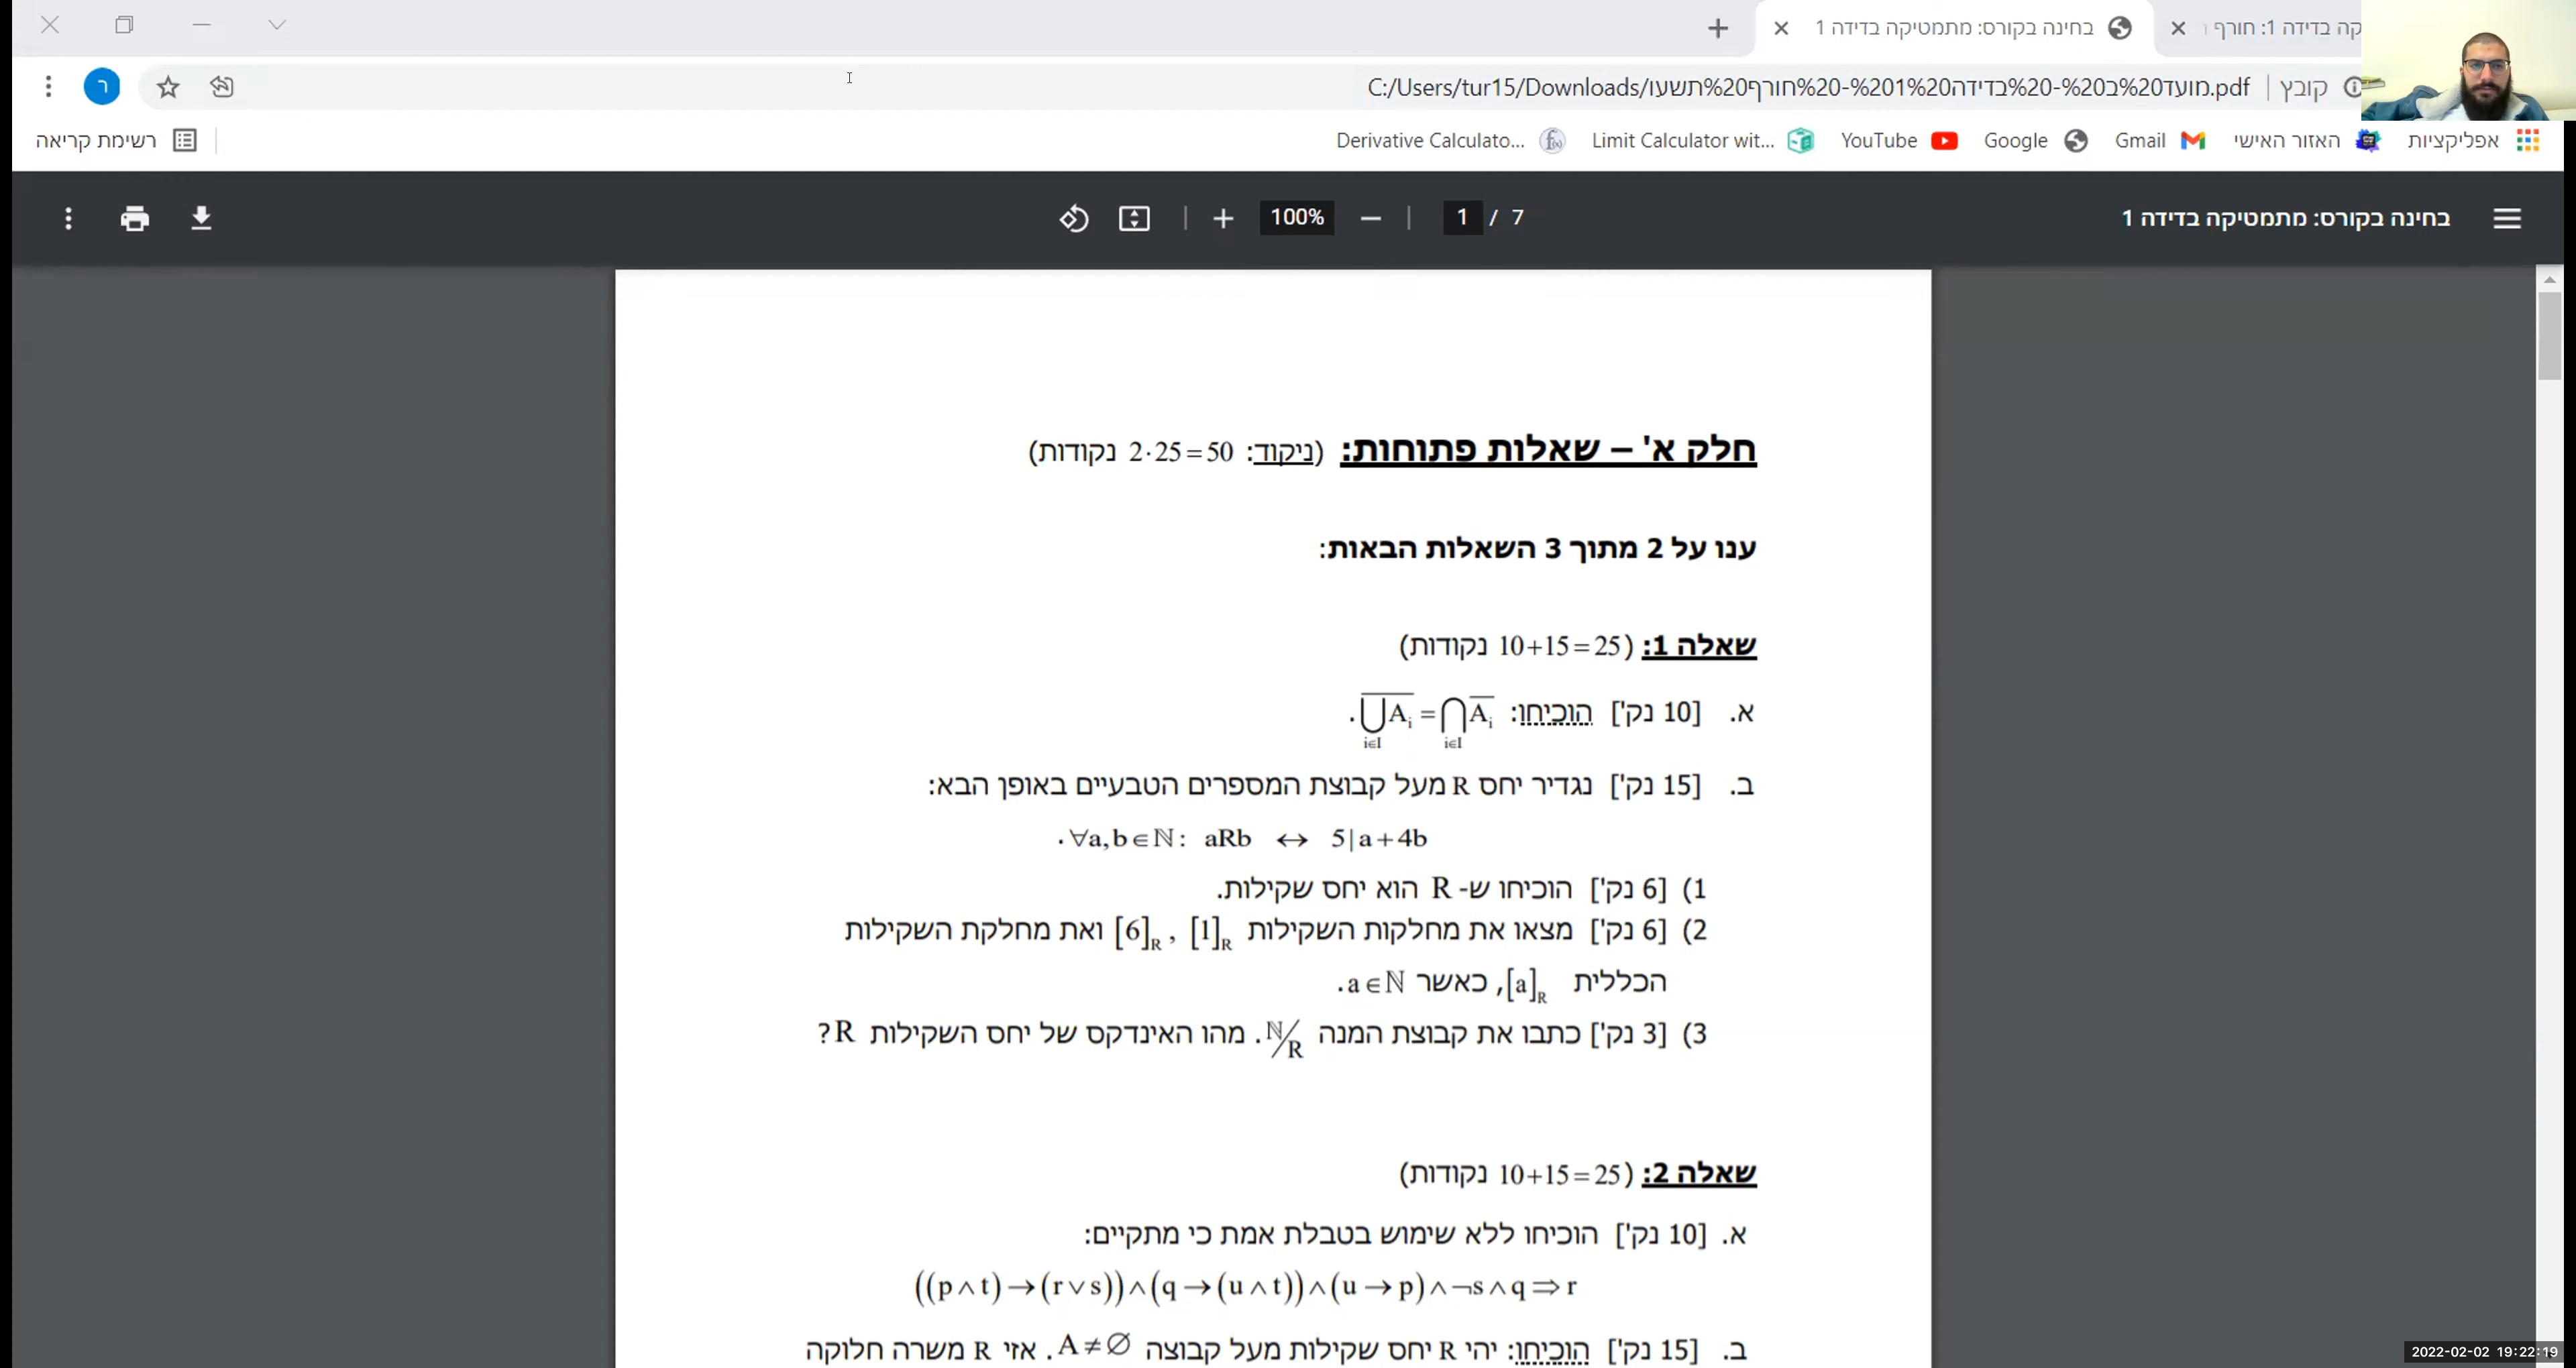 בחינה בקורס: מתמטיקה בדידה 1
קה בדידה 1: חורף
קובץ | C:/Users/tur15/Downloads/מועד%20ב%20-%20בדידה%201%20-%20חורף%20תשעו.pdf
אפליקציות האזור האישי Gmail Google YouTube Limit Calculator wit... Derivative Calculato... רשימת קריאה
בחינה בקורס: מתמטיקה בדידה 1 1 / 7 100%
חלק א' – שאלות פתוחות: (ניקוד: 2·25=50 נקודות)
ענו על 2 מתוך 3 השאלות הבאות:
שאלה 1: (10+15=25 נקודות)
א. [10 נק'] הוכיחו: $\overline{\bigcup_{i∈I} A_i} = \bigcap_{i∈I} \overline{A_i}$.
ב. [15 נק'] נגדיר יחס R מעל קבוצת המספרים הטבעיים באופן הבא:
∀a,b∈ℕ: aRb ↔ 5|a+4b.
1) [6 נק'] הוכיחו ש- R הוא יחס שקילות.
2) [6 נק'] מצאו את מחלקות השקילות [1]_R , [6]_R ואת מחלקת השקילות
הכללית [a]_R, כאשר a∈ℕ.
3) [3 נק'] כתבו את קבוצת המנה ℕ/R. מהו האינדקס של יחס השקילות R?
שאלה 2: (10+15=25 נקודות)
א. [10 נק'] הוכיחו ללא שימוש בטבלת אמת כי מתקיים:
((p∧t)→(r∨s))∧(q→(u∧t))∧(u→p)∧¬s∧q⇒r
ב. [15 נק'] הוכיחו: יהי R יחס שקילות מעל קבוצה A≠∅. אזי R משרה חלוקה
2022-02-02 19:22:19